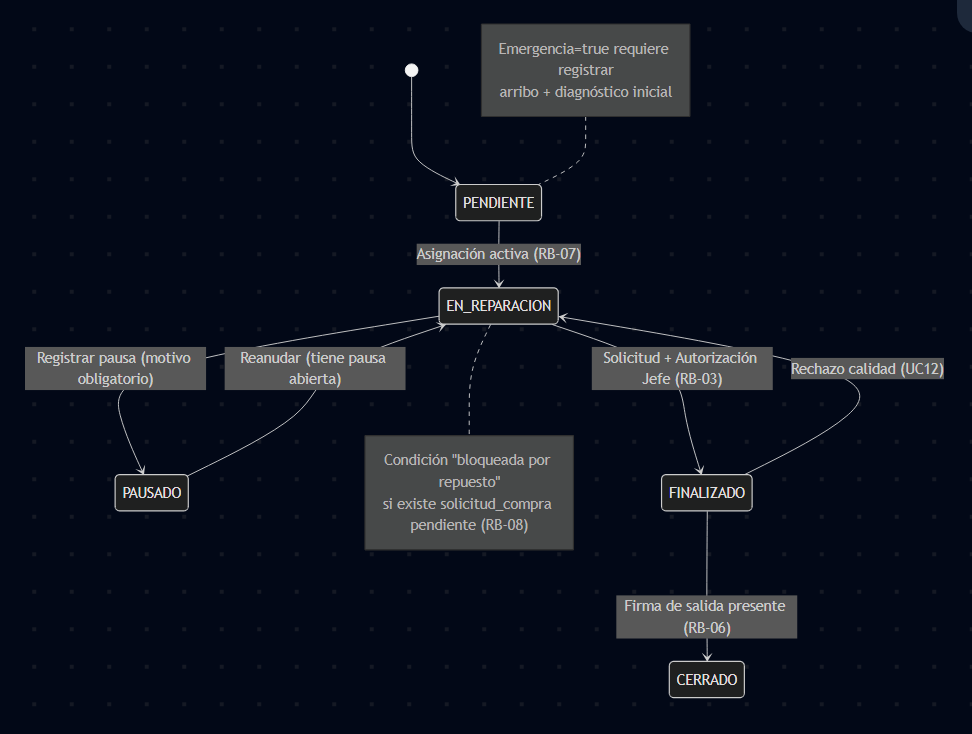 Emergencia=true requiere
registrar
arribo + diagnóstico inicial
PENDIENTE
Asignación activa (RB-07)
EN_REPARACION
Registrar pausa (motivo
obligatorio)
Reanudar (tiene pausa
abierta)
Solicitud + Autorización
Jefe (RB-03)
Rechazo calidad (UC12)
Condición "bloqueada por
repuesto"
si existe solicitud_compra
pendiente (RB-08)
PAUSADO
FINALIZADO
Firma de salida presente
(RB-06)
CERRADO